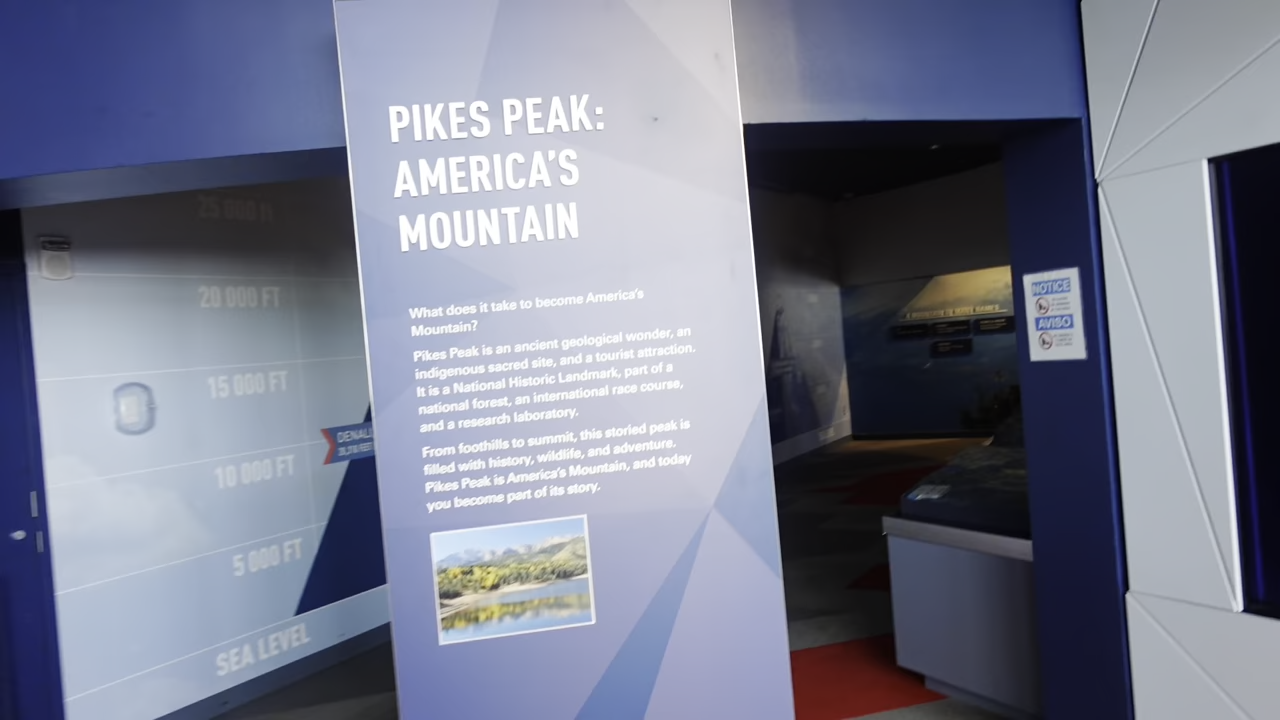 PIKES PEAK:
AMERICA'S
MOUNTAIN
What does it take to become America's
Mountain?
Pikes Peak is an ancient geological wonder, an
indigenous sacred site, and a tourist attraction.
It is a National Historic Landmark, part of a
national forest, an international race course,
and a research laboratory.
From foothills to summit, this storied peak is
filled with history, wildlife, and adventure.
Pikes Peak is America's Mountain, and today
you become part of its story.
25 000 FT
20 000 FT
15 000 FT
10 000 FT
5 000 FT
SEA LEVEL
DENALI
NOTICE
AVISO